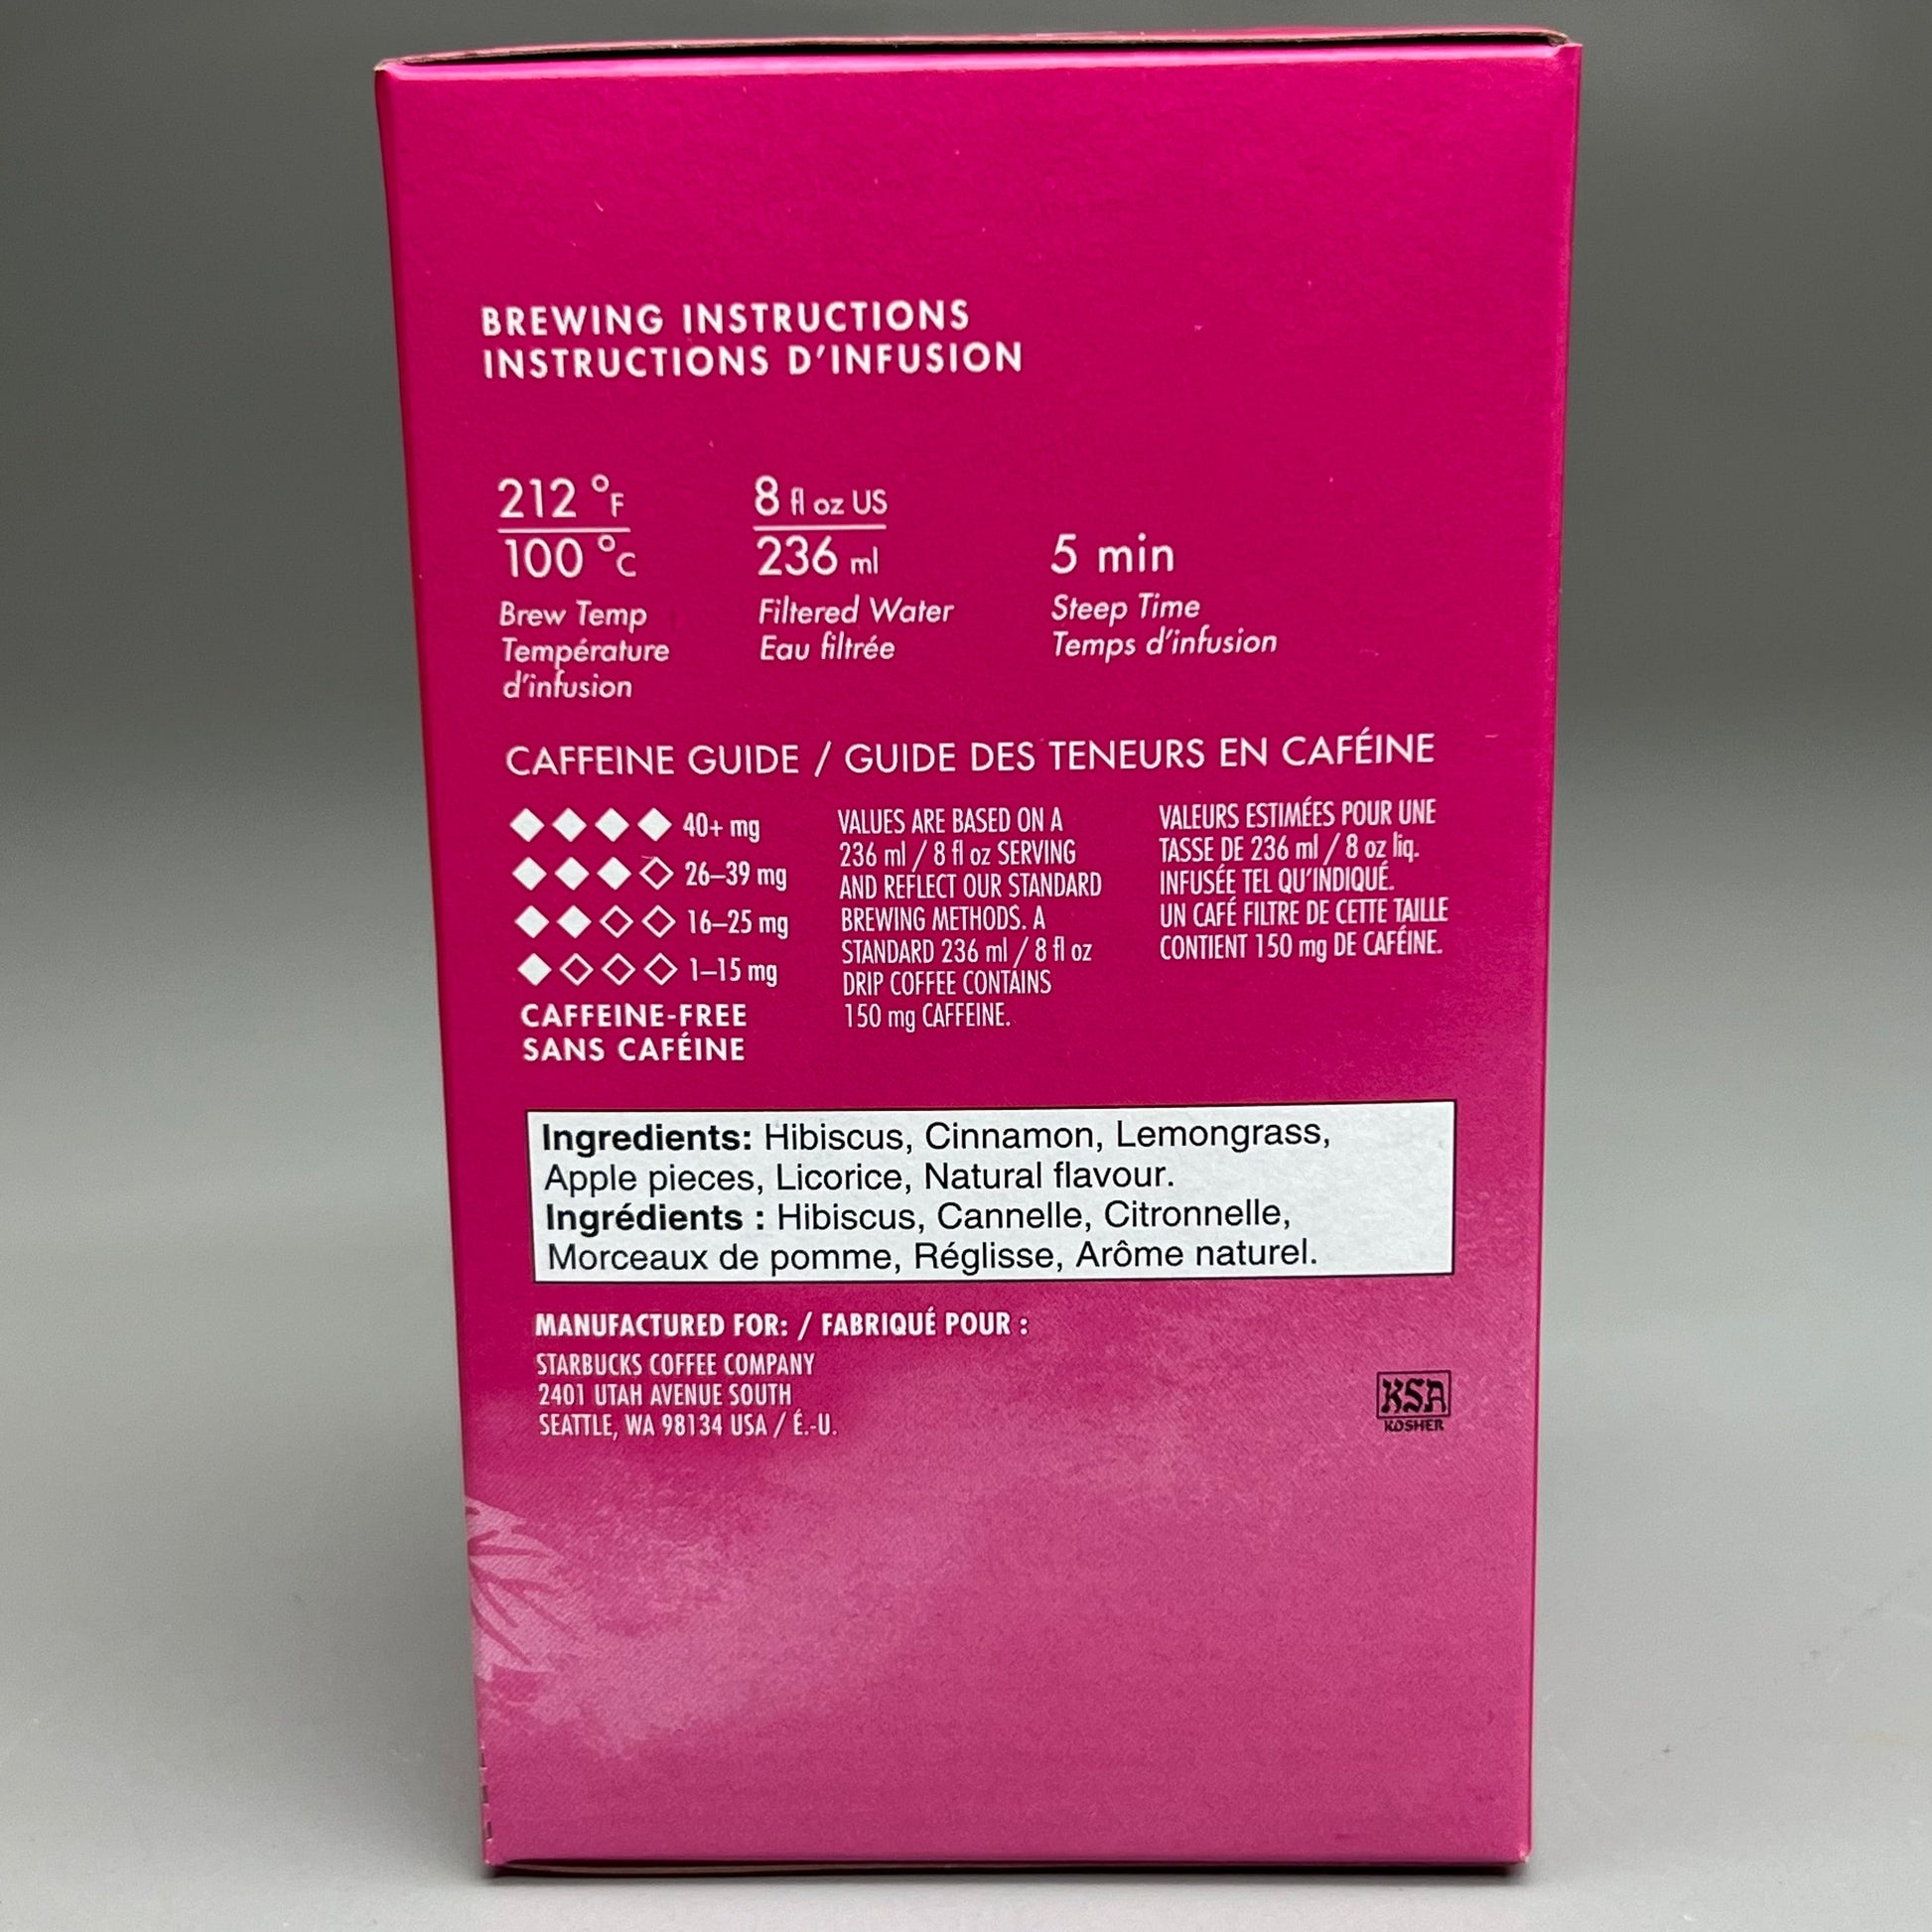 BREWING INSTRUCTIONS
INSTRUCTIONS D'INFUSION
212 °F
100 °C
Brew Temp
Température
d'infusion
8 fl oz US
236 ml
Filtered Water
Eau filtrée
5 min
Steep Time
Temps d'infusion
CAFFEINE GUIDE / GUIDE DES TENEURS EN CAFÉINE
40+ mg
26–39 mg
16–25 mg
1–15 mg
CAFFEINE-FREE
SANS CAFÉINE
VALUES ARE BASED ON A
236 ml / 8 fl oz SERVING
AND REFLECT OUR STANDARD
BREWING METHODS. A
STANDARD 236 ml / 8 fl oz
DRIP COFFEE CONTAINS
150 mg CAFFEINE.
VALEURS ESTIMÉES POUR UNE
TASSE DE 236 ml / 8 oz liq.
INFUSÉE TEL QU'INDIQUÉ.
UN CAFÉ FILTRE DE CETTE TAILLE
CONTIENT 150 mg DE CAFÉINE.
Ingredients: Hibiscus, Cinnamon, Lemongrass,
Apple pieces, Licorice, Natural flavour.
Ingrédients : Hibiscus, Cannelle, Citronnelle,
Morceaux de pomme, Réglisse, Arôme naturel.
MANUFACTURED FOR: / FABRIQUÉ POUR :
STARBUCKS COFFEE COMPANY
2401 UTAH AVENUE SOUTH
SEATTLE, WA 98134 USA / É.-U.
KSA
KOSHER